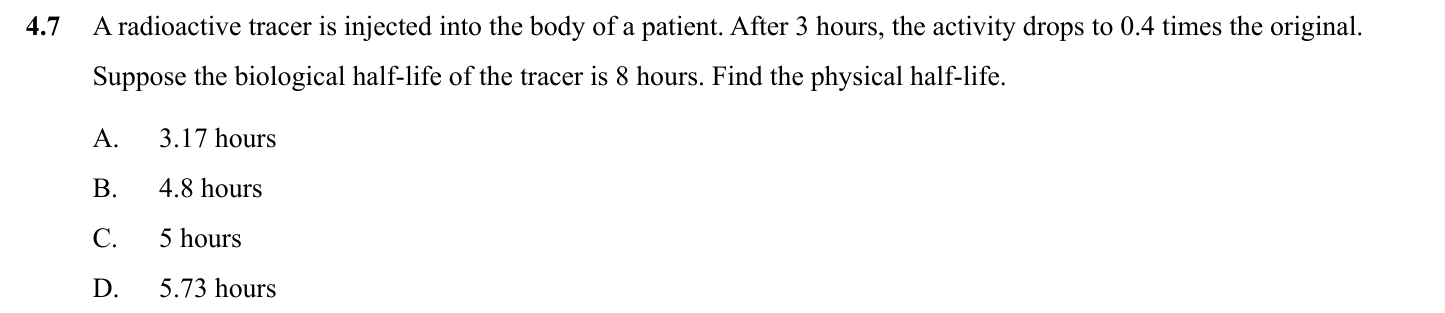 4.7 A radioactive tracer is injected into the body of a patient. After 3 hours, the activity drops to 0.4 times the original.
Suppose the biological half-life of the tracer is 8 hours. Find the physical half-life.
A. 3.17 hours
B. 4.8 hours
C. 5 hours
D. 5.73 hours